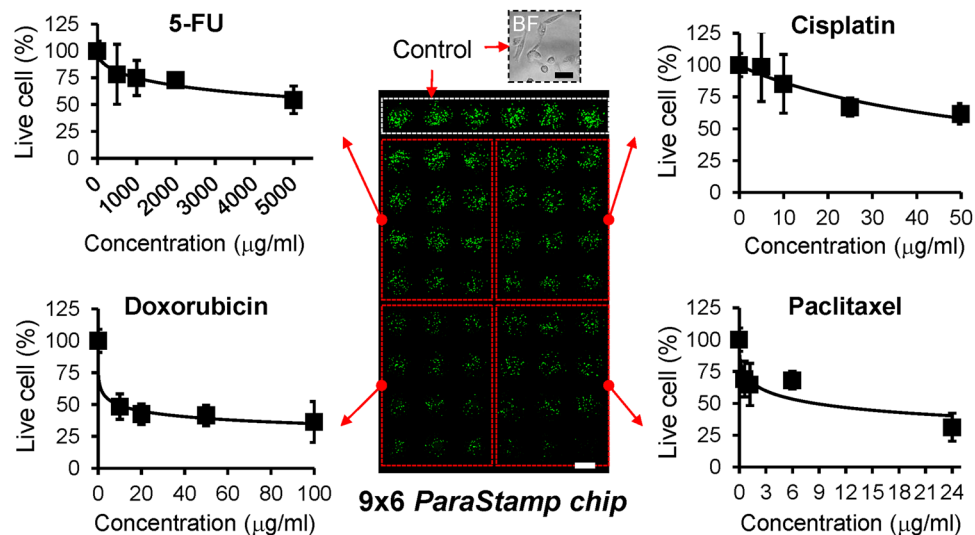 5-FU
Live cell (%)
125
100
75
50
25
0
0
1000
2000
3000
4000
5000
Concentration (μg/ml)
Control
BF
Cisplatin
Live cell (%)
125
100
75
50
25
0
0
10
20
30
40
50
Concentration (μg/ml)
Doxorubicin
Live cell (%)
125
100
75
50
25
0
0
20
40
60
80
100
Concentration (μg/ml)
9x6 ParaStamp chip
Paclitaxel
Live cell (%)
125
100
75
50
25
0
0 3 6 9 12 15 18 21 24
Concentration (μg/ml)